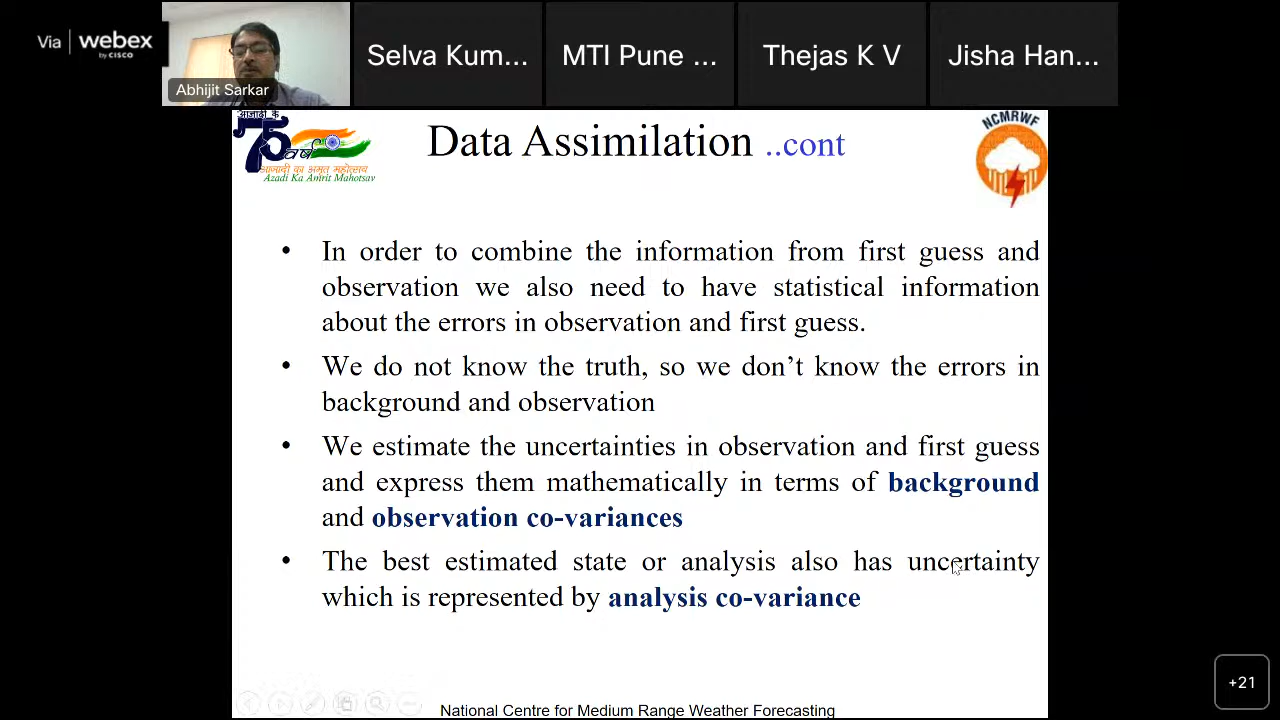 Via webex
by CISCO
Abhijit Sarkar
Selva Kum...
MTI Pune ...
Thejas K V
Jisha Han...
आज़ादी के
75
वर्ष
आज़ादी का अमृत महोत्सव
Azadi Ka Amrit Mahotsav
Data Assimilation ..cont
NCMRWF
• In order to combine the information from first guess and
observation we also need to have statistical information
about the errors in observation and first guess.
• We do not know the truth, so we don’t know the errors in
background and observation
• We estimate the uncertainties in observation and first guess
and express them mathematically in terms of background
and observation co-variances
• The best estimated state or analysis also has uncertainty
which is represented by analysis co-variance
+21
National Centre for Medium Range Weather Forecasting